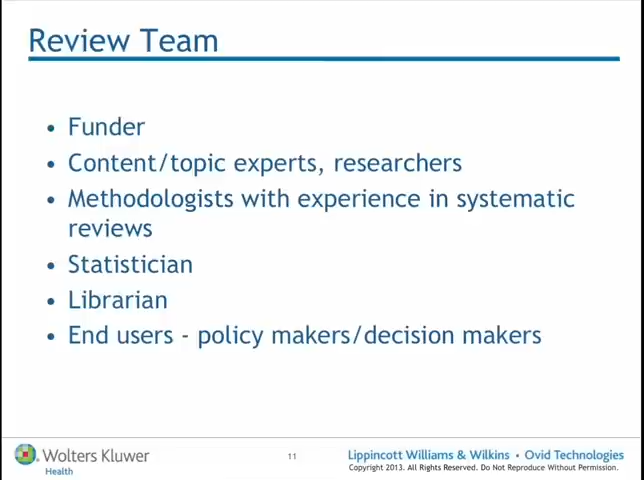 Review Team
• Funder
• Content/topic experts, researchers
• Methodologists with experience in systematic
reviews
• Statistician
• Librarian
• End users - policy makers/decision makers
Wolters Kluwer
Health
11
Lippincott Williams & Wilkins • Ovid Technologies
Copyright 2013. All Rights Reserved. Do Not Reproduce Without Permission.